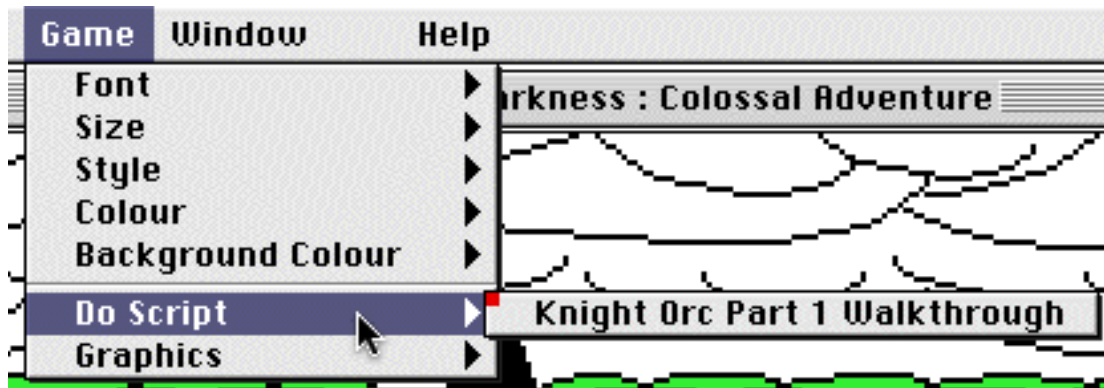 Game Window Help
Font
arkness : Colossal Adventure
Size
Style
Colour
Background Colour
Do Script
Knight Orc Part 1 Walkthrough
Graphics